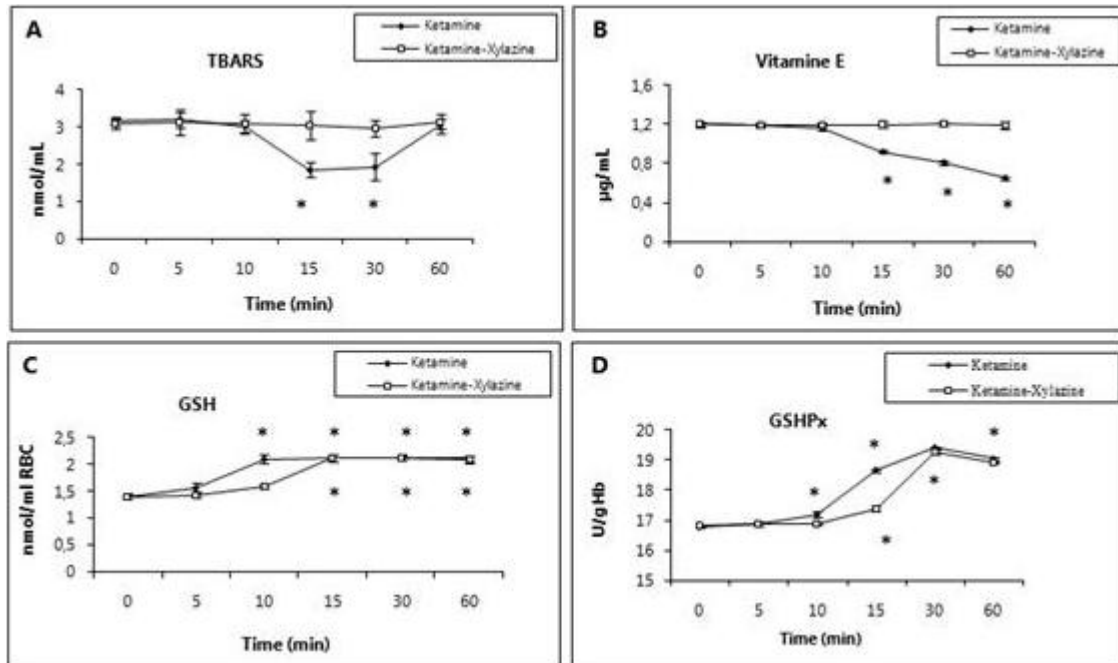 A
Ketamine
Ketamine-Xylazine
TBARS
nmol/mL
4
3
2
1
0
* *
0 5 10 15 30 60
Time (min)
B
Ketamine
Ketamine-Xylazine
Vitamine E
µg/mL
1,6
1,2
0,8
0,4
0
* * *
0 5 10 15 30 60
Time (min)
C
Ketamine
Ketamine-Xylazine
GSH
nmol/ml RBC
* * * *
2,5
2
1,5
1
0,5
0
* * *
0 5 10 15 30 60
Time (min)
D
Ketamine
Ketamine-Xylazine
GSHPx
U/gHb
20
19
18
17
16
15
* *
* *
*
0 5 10 15 30 60
Time (min)